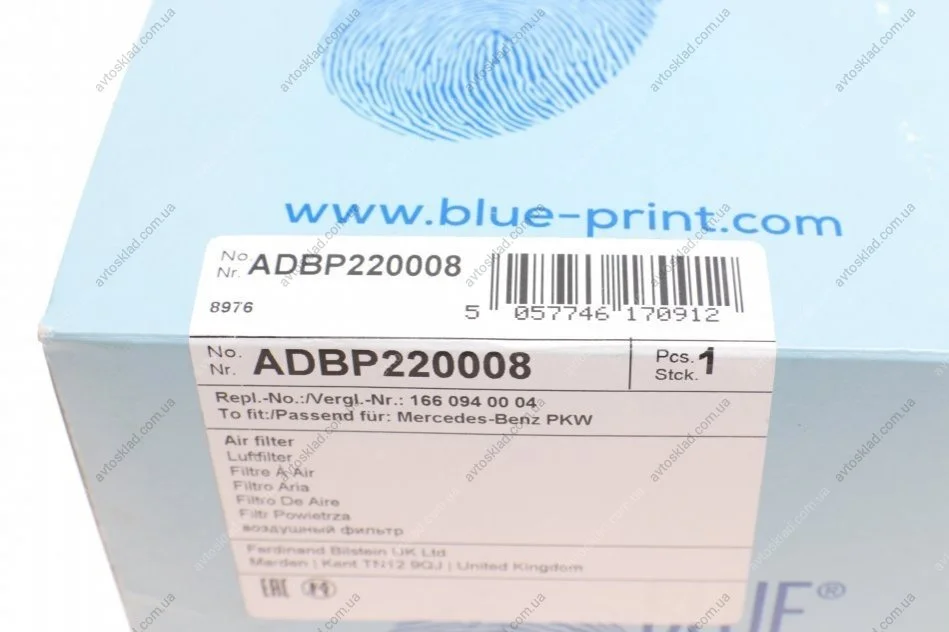 www.blue-print.com
No.
Nr. ADBP220008
8976
5 057746 170912
No.
Nr. ADBP220008
Pcs.
Stck. 1
Repl.-No.:/Vergl.-Nr.: 166 094 00 04
To fit:/Passend für: Mercedes-Benz PKW
Air filter
Luftfilter
Filtre À Air
Filtro Aria
Filtro De Aire
Filtr Powietrza
воздушный фильтр
Ferdinand Bilstein UK Ltd
Marden | Kent TN12 9QJ | United Kingdom
EAC
avtosklad.com.ua